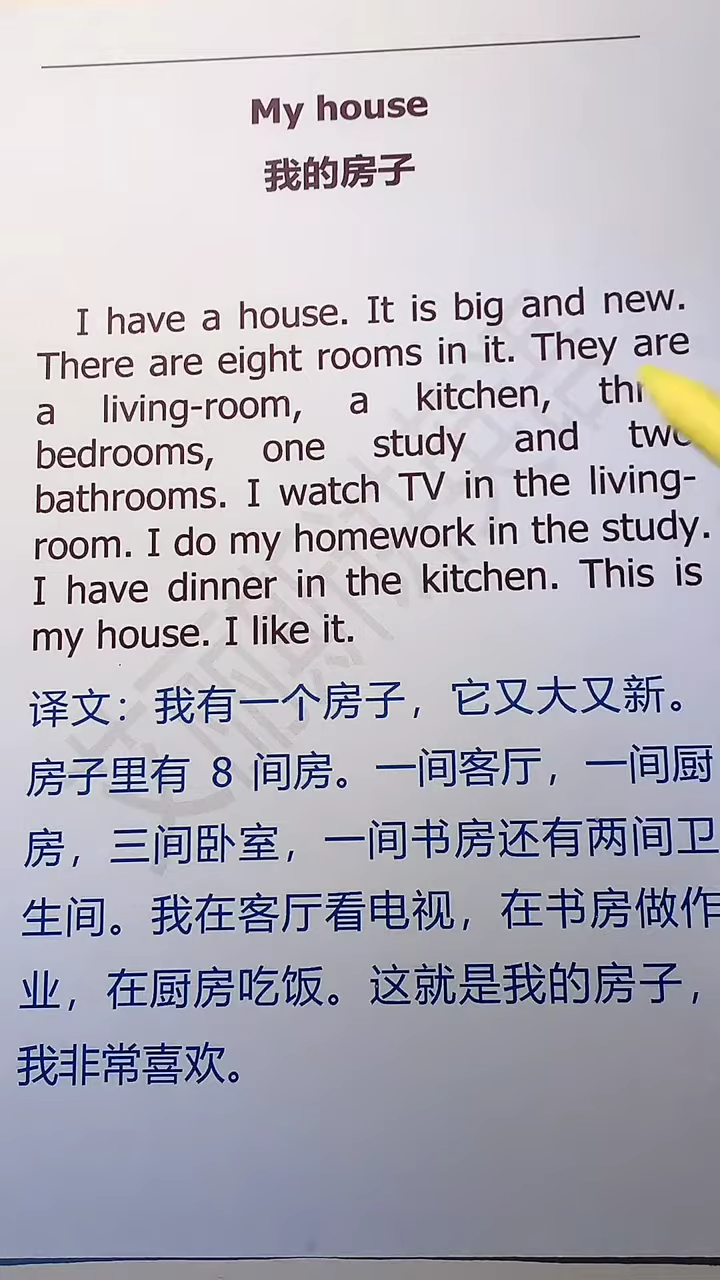 My house
我的房子
I have a house. It is big and new.
There are eight rooms in it. They are
a living-room, a kitchen,
bedrooms, one study and two
bathrooms. I watch TV in the living-
room. I do my homework in the study.
I have dinner in the kitchen. This is
my house. I like it.
译文：我有一个房子，它又大又新。
房子里有 8 间房。一间客厅，一间厨
房，三间卧室，一间书房还有两间卫
生间。我在客厅看电视，在书房做作
业，在厨房吃饭。这就是我的房子，
我非常喜欢。